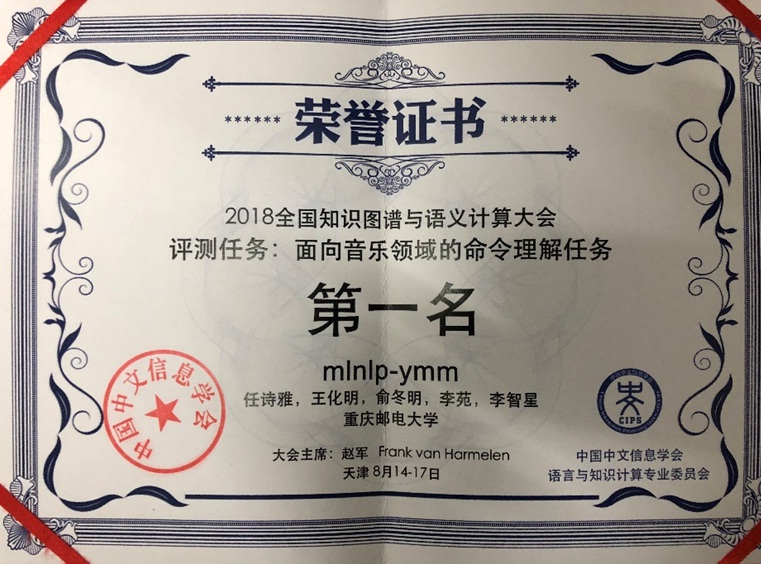 ****** 荣誉证书 ******
2018全国知识图谱与语义计算大会
评测任务：面向音乐领域的命令理解任务
第一名
mlnlp-ymm
任诗雅，王化明，俞冬明，李苑，李智星
重庆邮电大学
大会主席：赵军 Frank van Harmelen
天津 8月14-17日
中国中文信息学会
CIPS
中国中文信息学会
语言与知识计算专业委员会